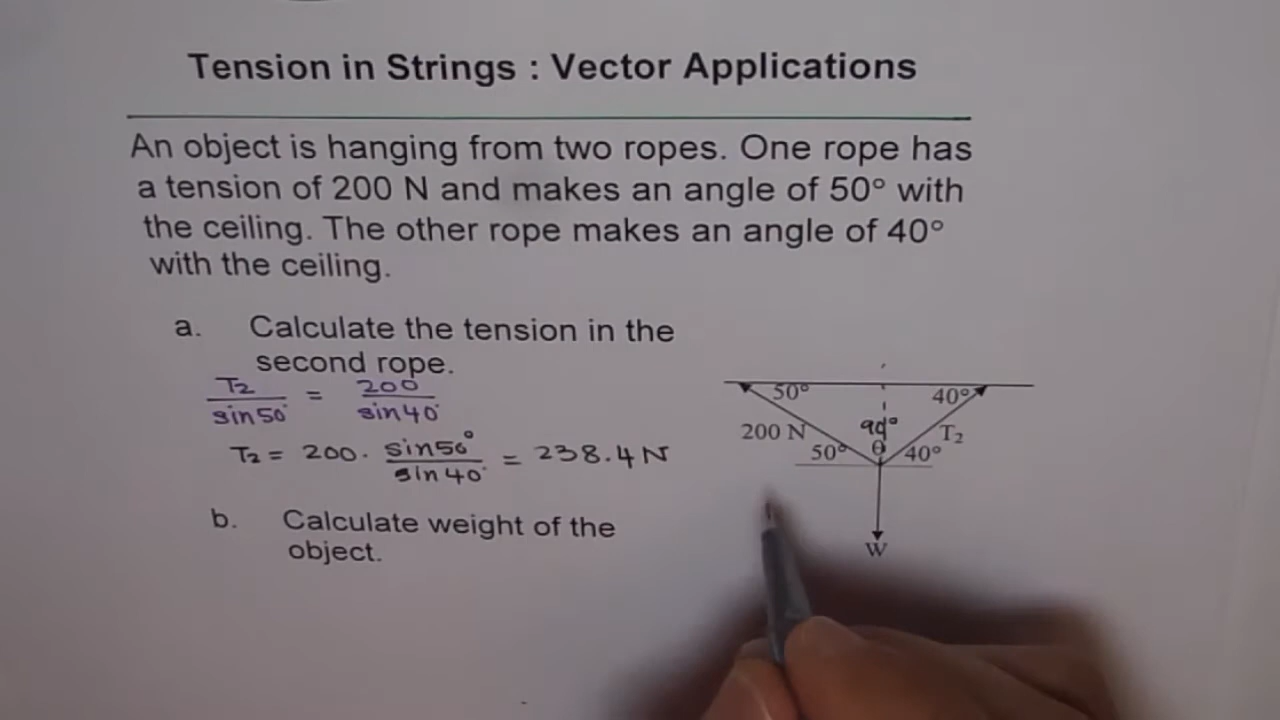 Tension in Strings : Vector Applications
An object is hanging from two ropes. One rope has
a tension of 200 N and makes an angle of 50° with
the ceiling. The other rope makes an angle of 40°
with the ceiling.
a. Calculate the tension in the
second rope.
T2 / sin50° = 200 / sin40°
T2 = 200 · sin50° / sin40° = 238.4 N
b. Calculate weight of the
object.
50° 40°
200 N 90° T2
50° θ 40°
W